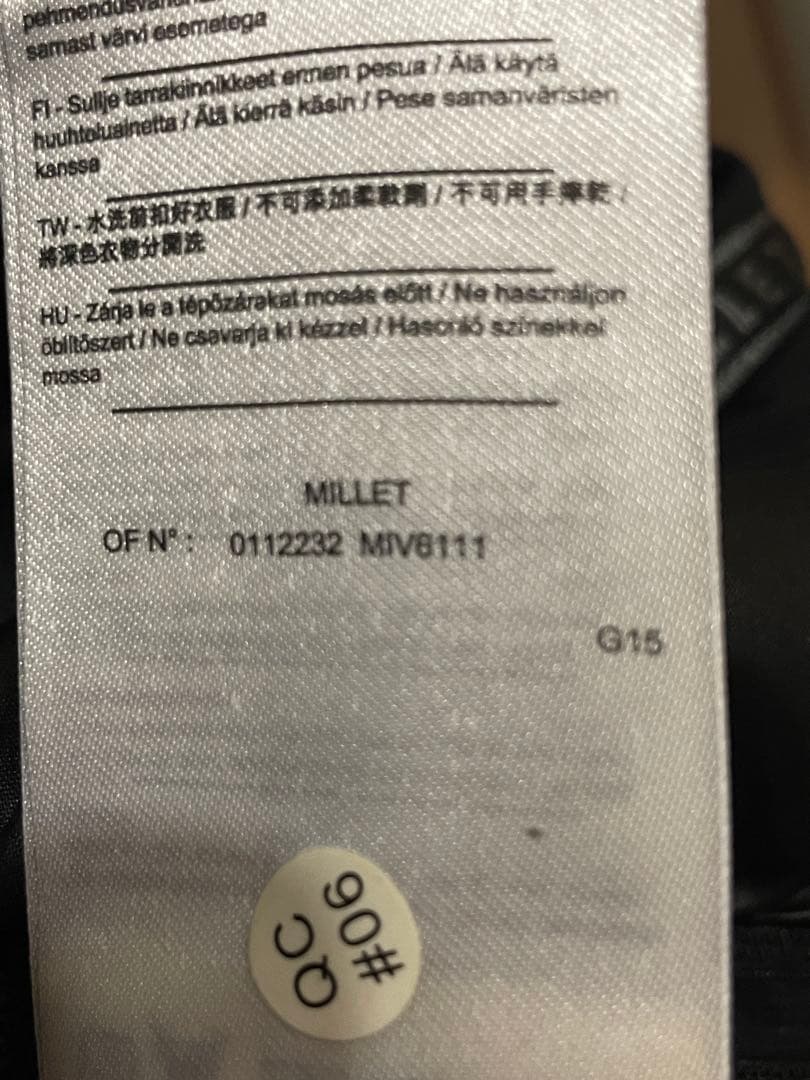 pehmendusvahendit
samast värvi esemetega
FI - Sulje tarrakiinnikkeet ennen pesua / Älä käytä
huuhteluainetta / Älä kierrä käsin / Pese samanväristen
kanssa
TW - 水洗前扣好衣服 / 不可添加柔軟劑 / 不可用手擰乾 /
將深色衣物分開洗
HU - Zárja le a tépőzárakat mosás előtt / Ne használjon
öblítőszert / Ne csavarja ki kézzel / Hasonló színekkel
mossa
MILLET
OF N° : 0112232 MIV6111
G15
QC
90#